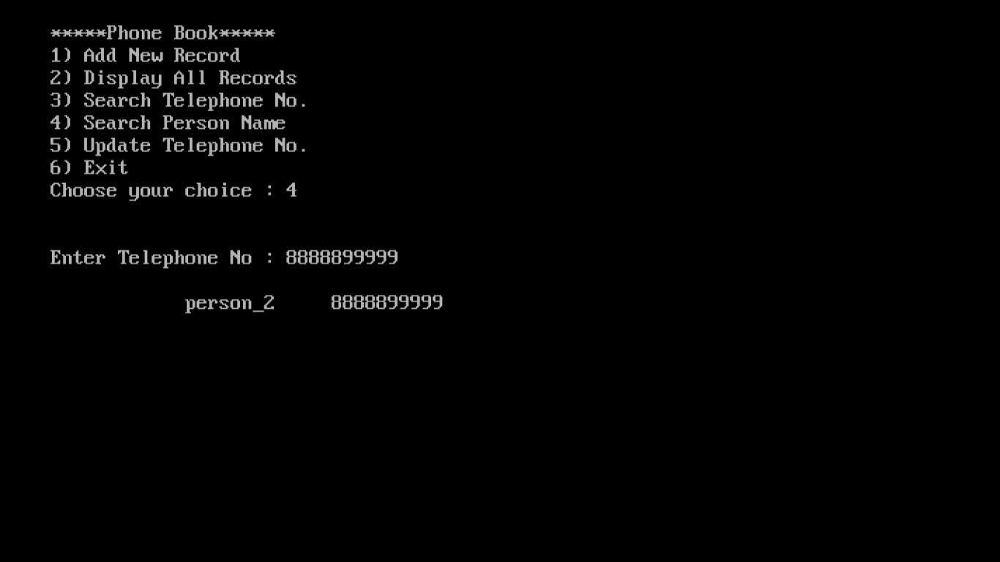 *****Phone Book*****
1) Add New Record
2) Display All Records
3) Search Telephone No.
4) Search Person Name
5) Update Telephone No.
6) Exit
Choose your choice : 4
Enter Telephone No : 8888899999
person_2 8888899999